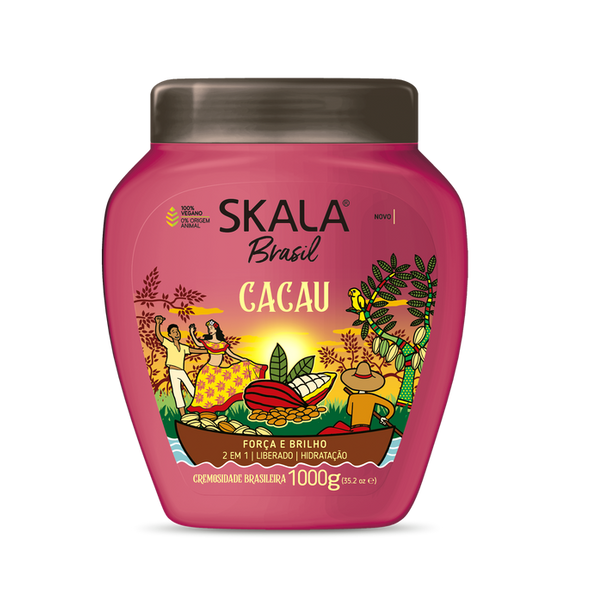 100%
VEGANO
0% ORIGEM
ANIMAL
SKALA®
NOVO
Brasil
CACAU
FORÇA E BRILHO
2 EM 1 | LIBERADO | HIDRATAÇÃO
CREMOSIDADE BRASILEIRA 1000g (35.2 oz ℮)